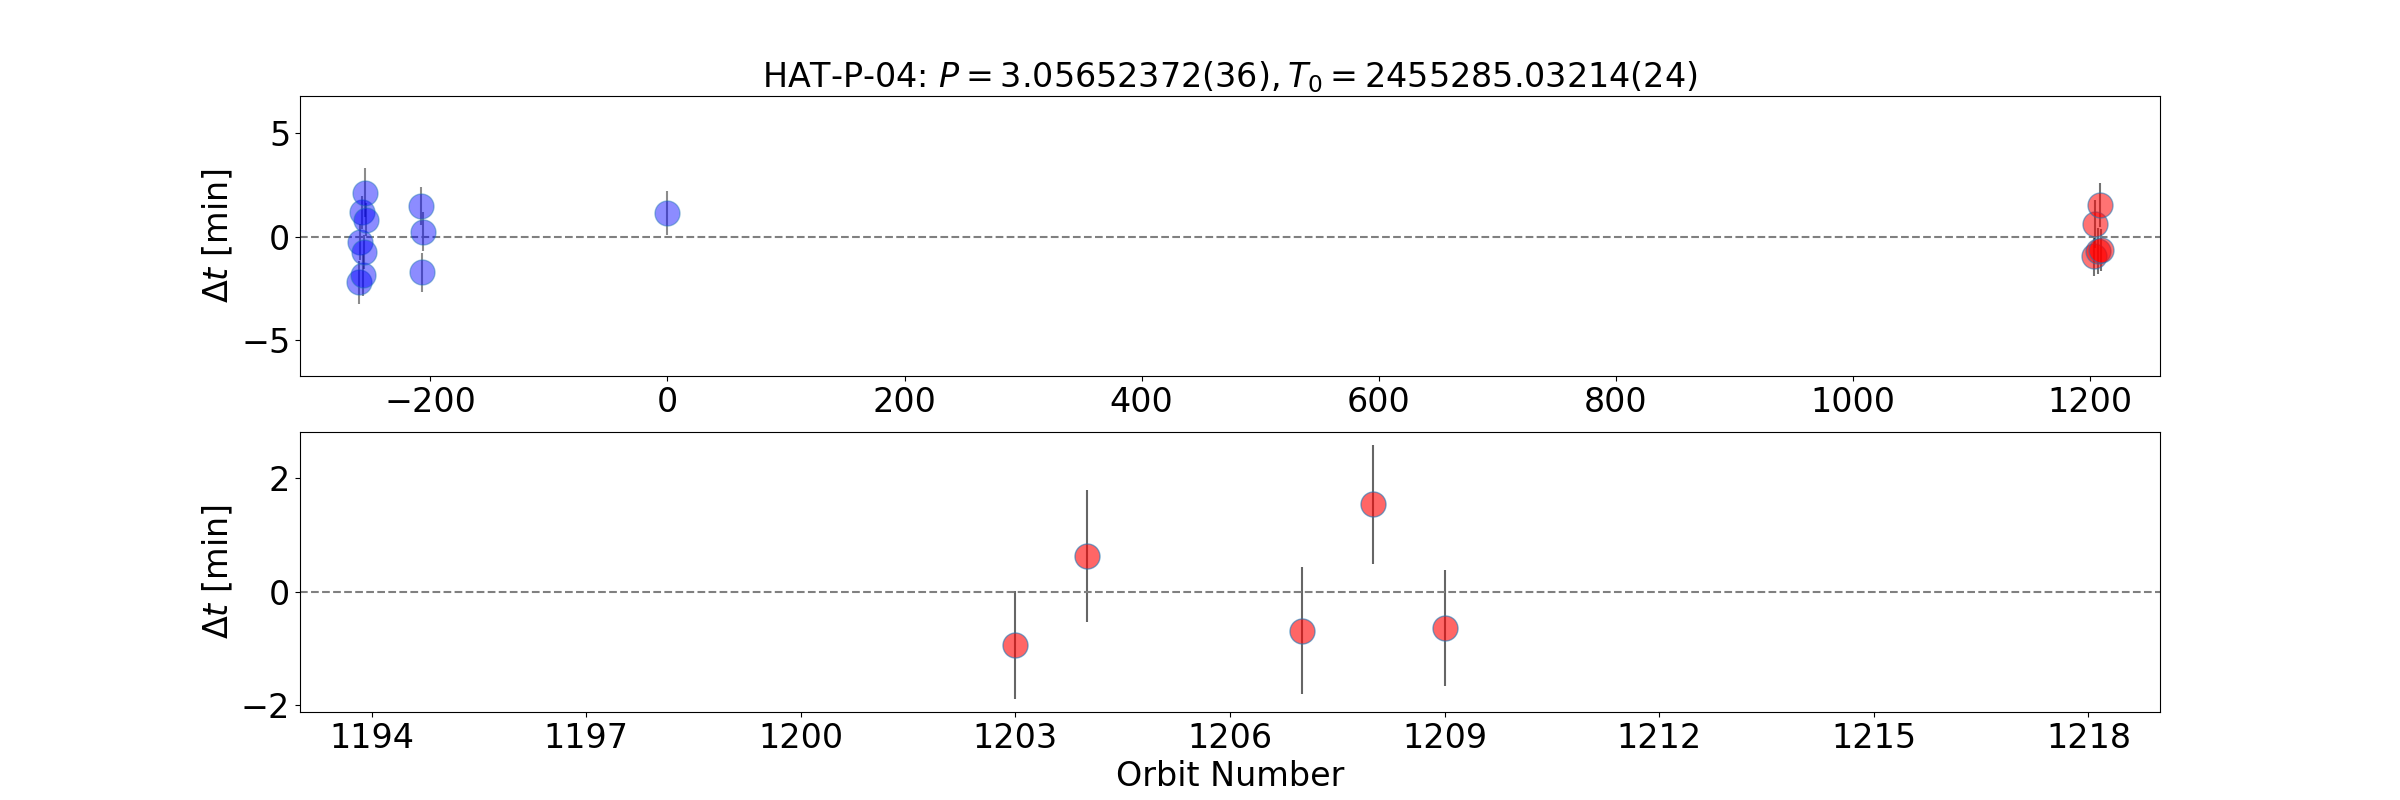 HAT-P-04: P = 3.05652372(36), T₀ = 2455285.03214(24)
Δt [min]
5
0
−5
−200 0 200 400 600 800 1000 1200
Δt [min]
2
0
−2
1194 1197 1200 1203 1206 1209 1212 1215 1218
Orbit Number